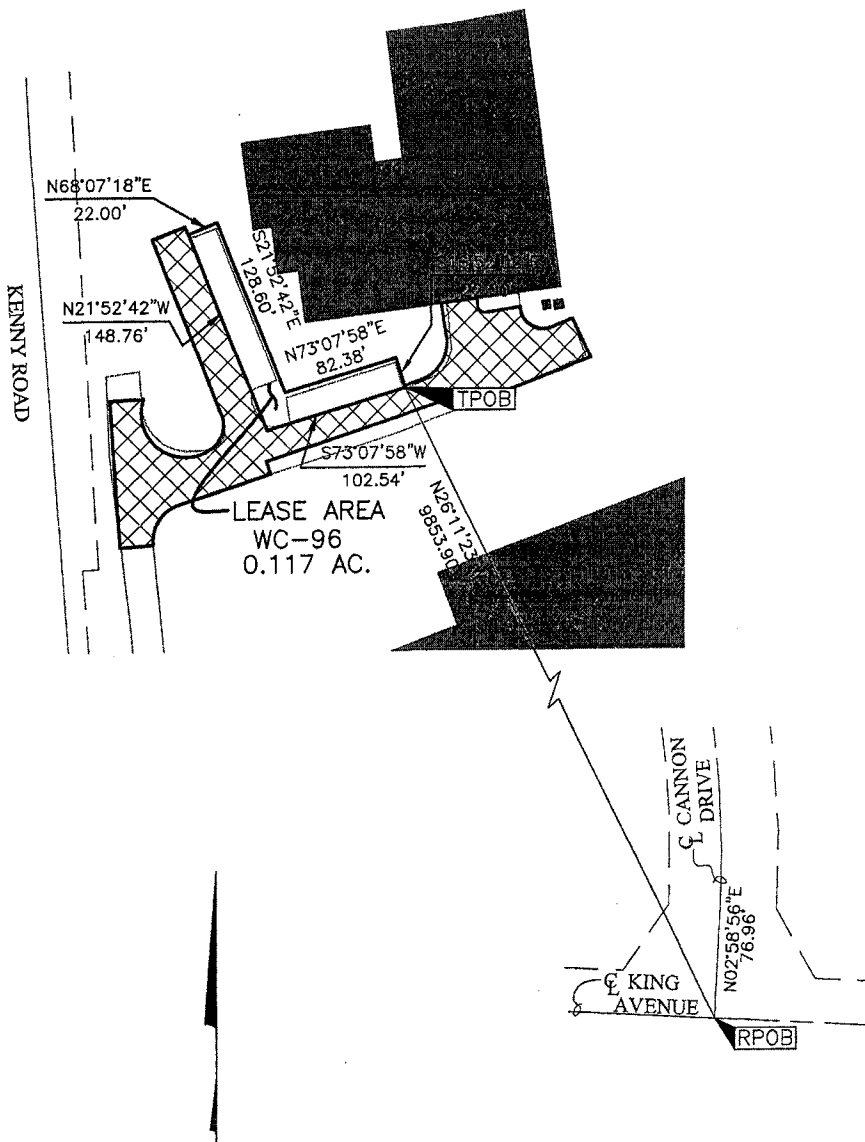 N68°07'18"E
22.00'
S21°52'42"E
128.60'
N21°52'42"W
148.76'
N73°07'58"E
82.38'
KENNY ROAD
TPOB
S73°07'58"W
102.54'
LEASE AREA
WC-96
0.117 AC.
N26°11'23
9853.90
℄ CANNON
DRIVE
N02°58'56"E
76.96'
℄ KING
AVENUE
RPOB